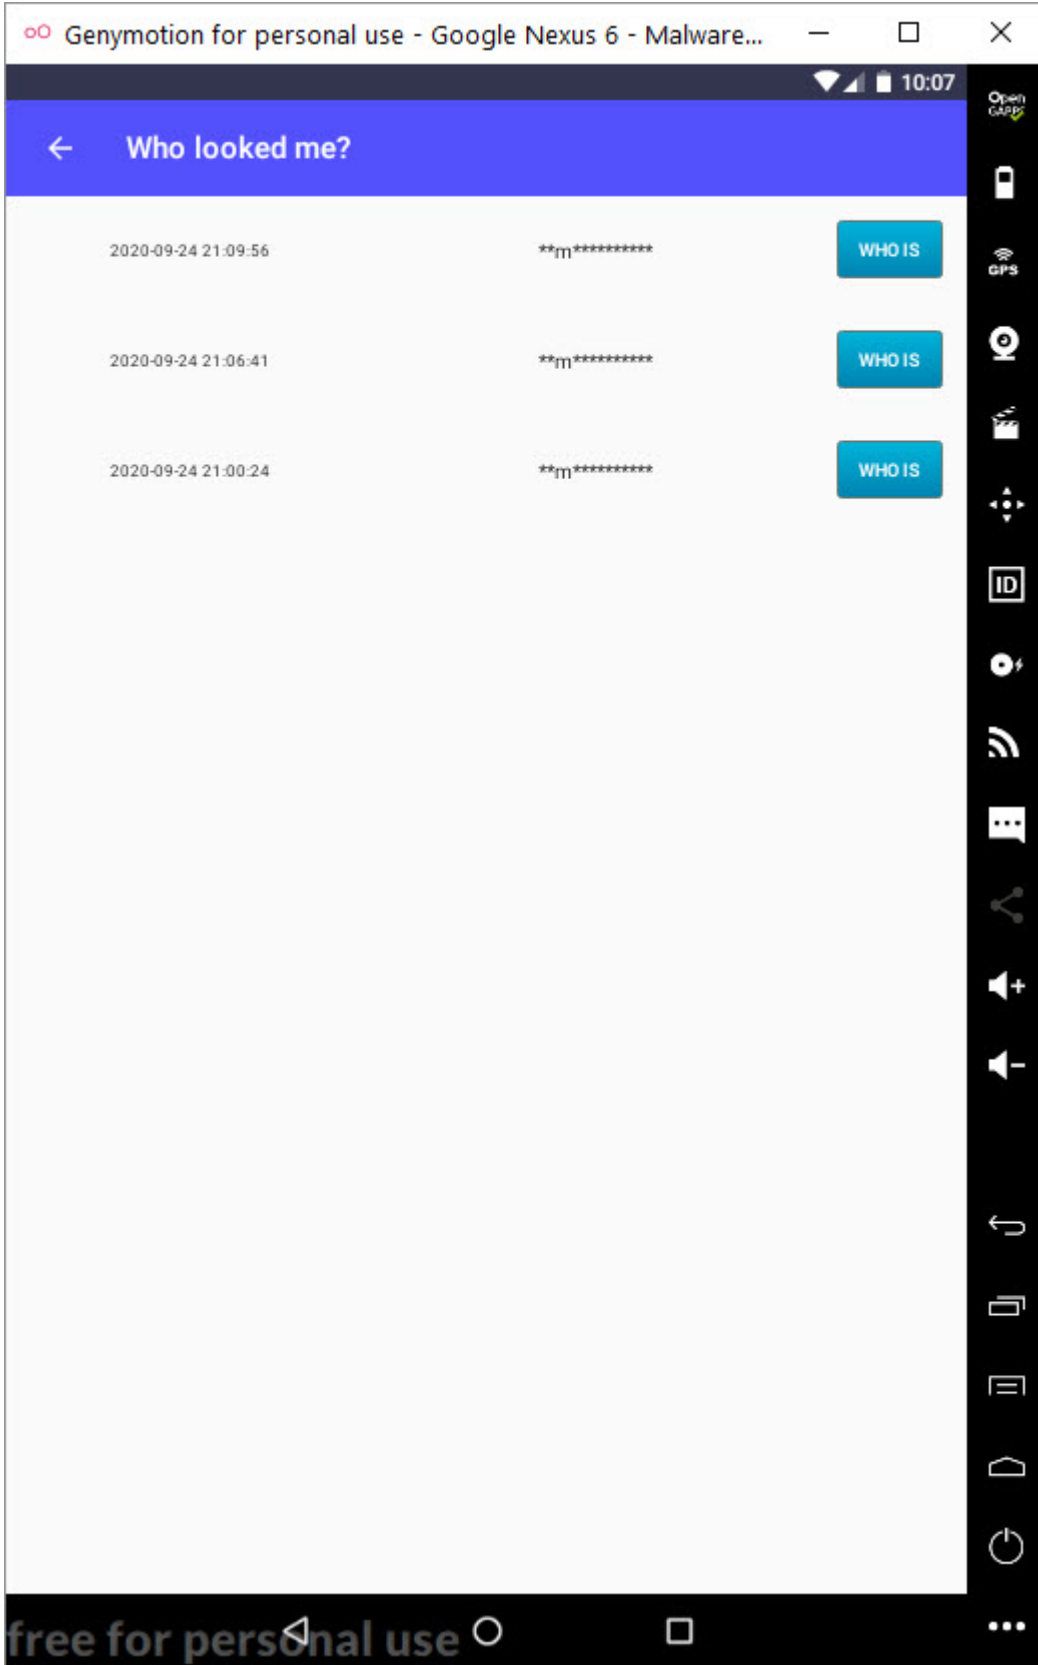 Genymotion for personal use - Google Nexus 6 - Malware...
10:07
Open
GAPPS
Who looked me?
2020-09-24 21:09:56 **m********** WHO IS
GPS
2020-09-24 21:06:41 **m********** WHO IS
2020-09-24 21:00:24 **m********** WHO IS
ID
free for personal use